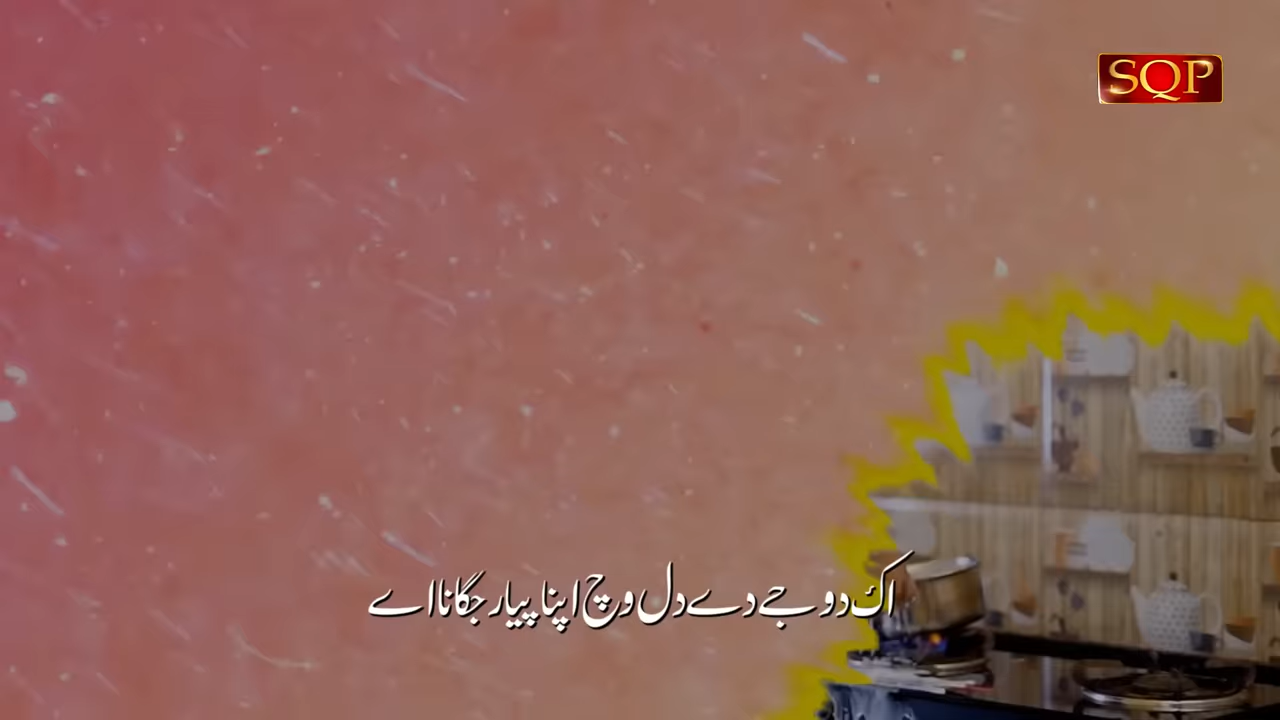 SQP
اک دوجے دے دل وچ اپنا پیار جگانا اے